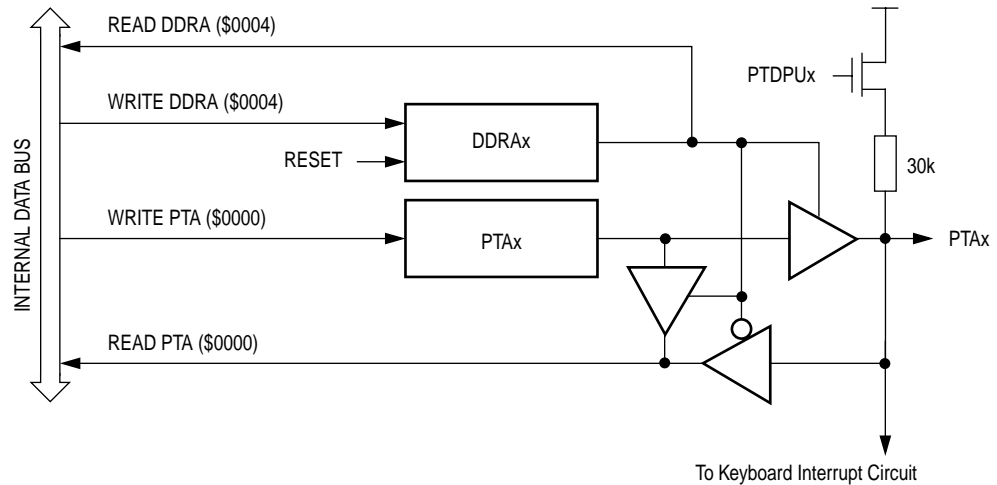 READ DDRA ($0004)
PTDPUx
WRITE DDRA ($0004)
DDRAx
RESET
30k
INTERNAL DATA BUS
WRITE PTA ($0000)
PTAx
PTAx
READ PTA ($0000)
To Keyboard Interrupt Circuit